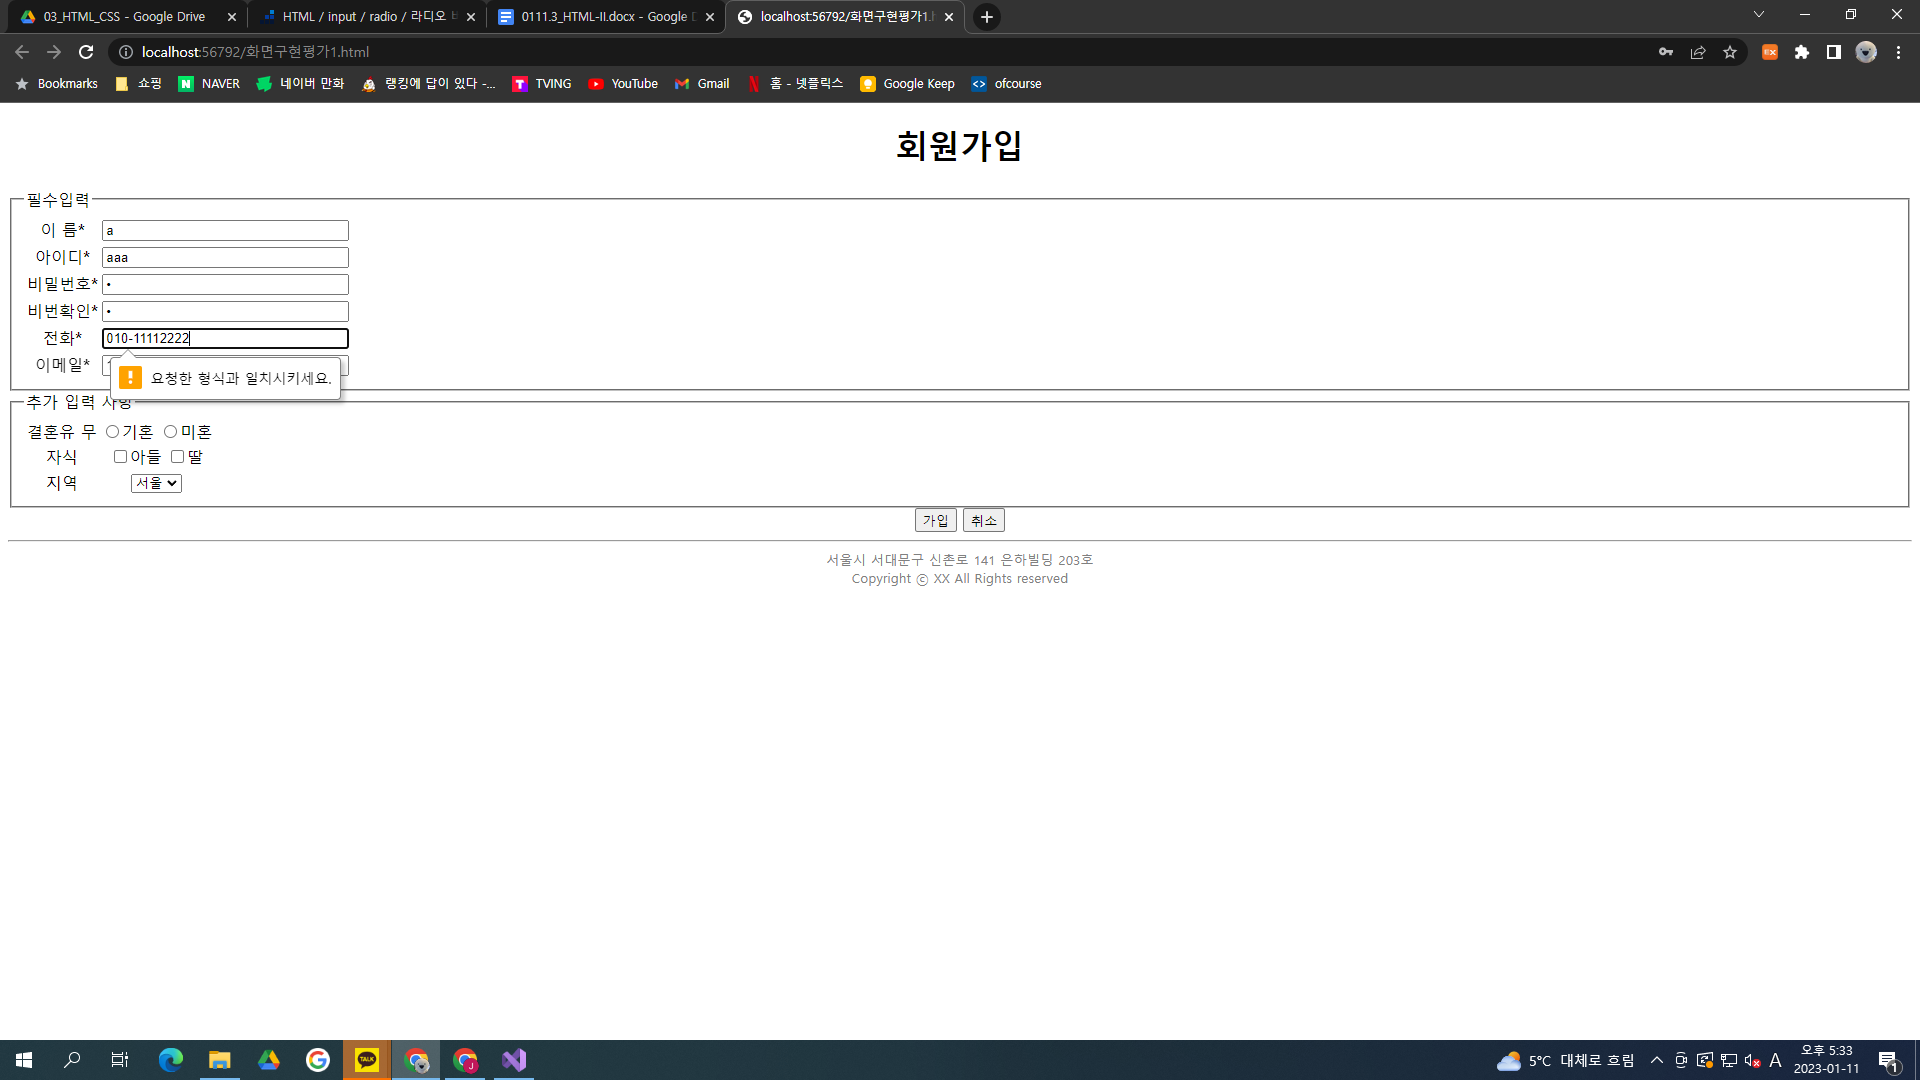 03_HTML_CSS - Google Drive
HTML / input / radio / 라디오
0111.3_HTML-II.docx - Google
localhost:56792/화면구현평가1.
localhost:56792/화면구현평가1.html
EX
Bookmarks 쇼핑 NAVER 네이버 만화 랭킹에 답이 있다 -... TVING YouTube Gmail 홈 - 넷플릭스 Google Keep ofcourse
회원가입
필수입력
이 름* a
아이디* aaa
비밀번호* •
비번확인* •
전화* 010-11112222
이메일*
요청한 형식과 일치시키세요.
추가 입력 사항
결혼유 무 기혼 미혼
자식 아들 딸
지역 서울
가입 취소
서울시 서대문구 신촌로 141 은하빌딩 203호
Copyright ⓒ XX All Rights reserved
TALK
J
5°C 대체로 흐림
A
오후 5:33
2023-01-11
1